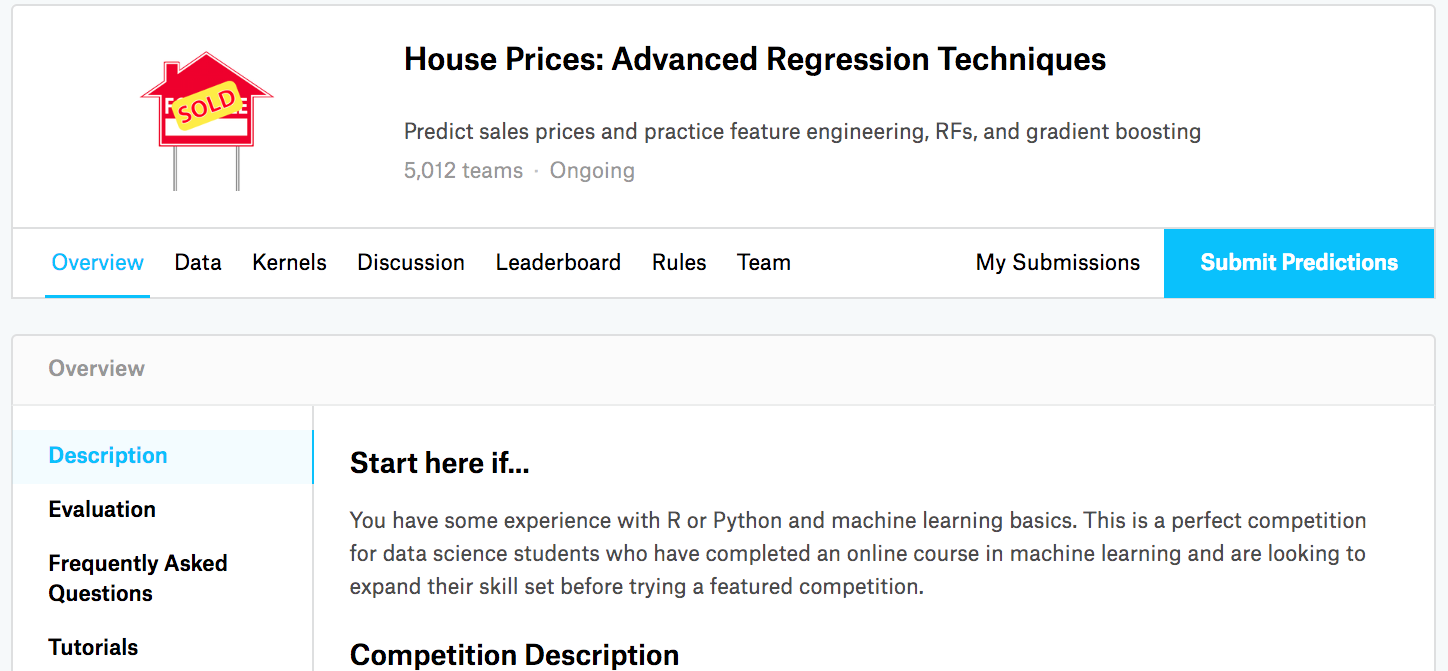 House Prices: Advanced Regression Techniques
SOLD
Predict sales prices and practice feature engineering, RFs, and gradient boosting
5,012 teams · Ongoing
Overview Data Kernels Discussion Leaderboard Rules Team My Submissions Submit Predictions
Overview
Description
Evaluation
Frequently Asked
Questions
Tutorials
Start here if...
You have some experience with R or Python and machine learning basics. This is a perfect competition
for data science students who have completed an online course in machine learning and are looking to
expand their skill set before trying a featured competition.
Competition Description